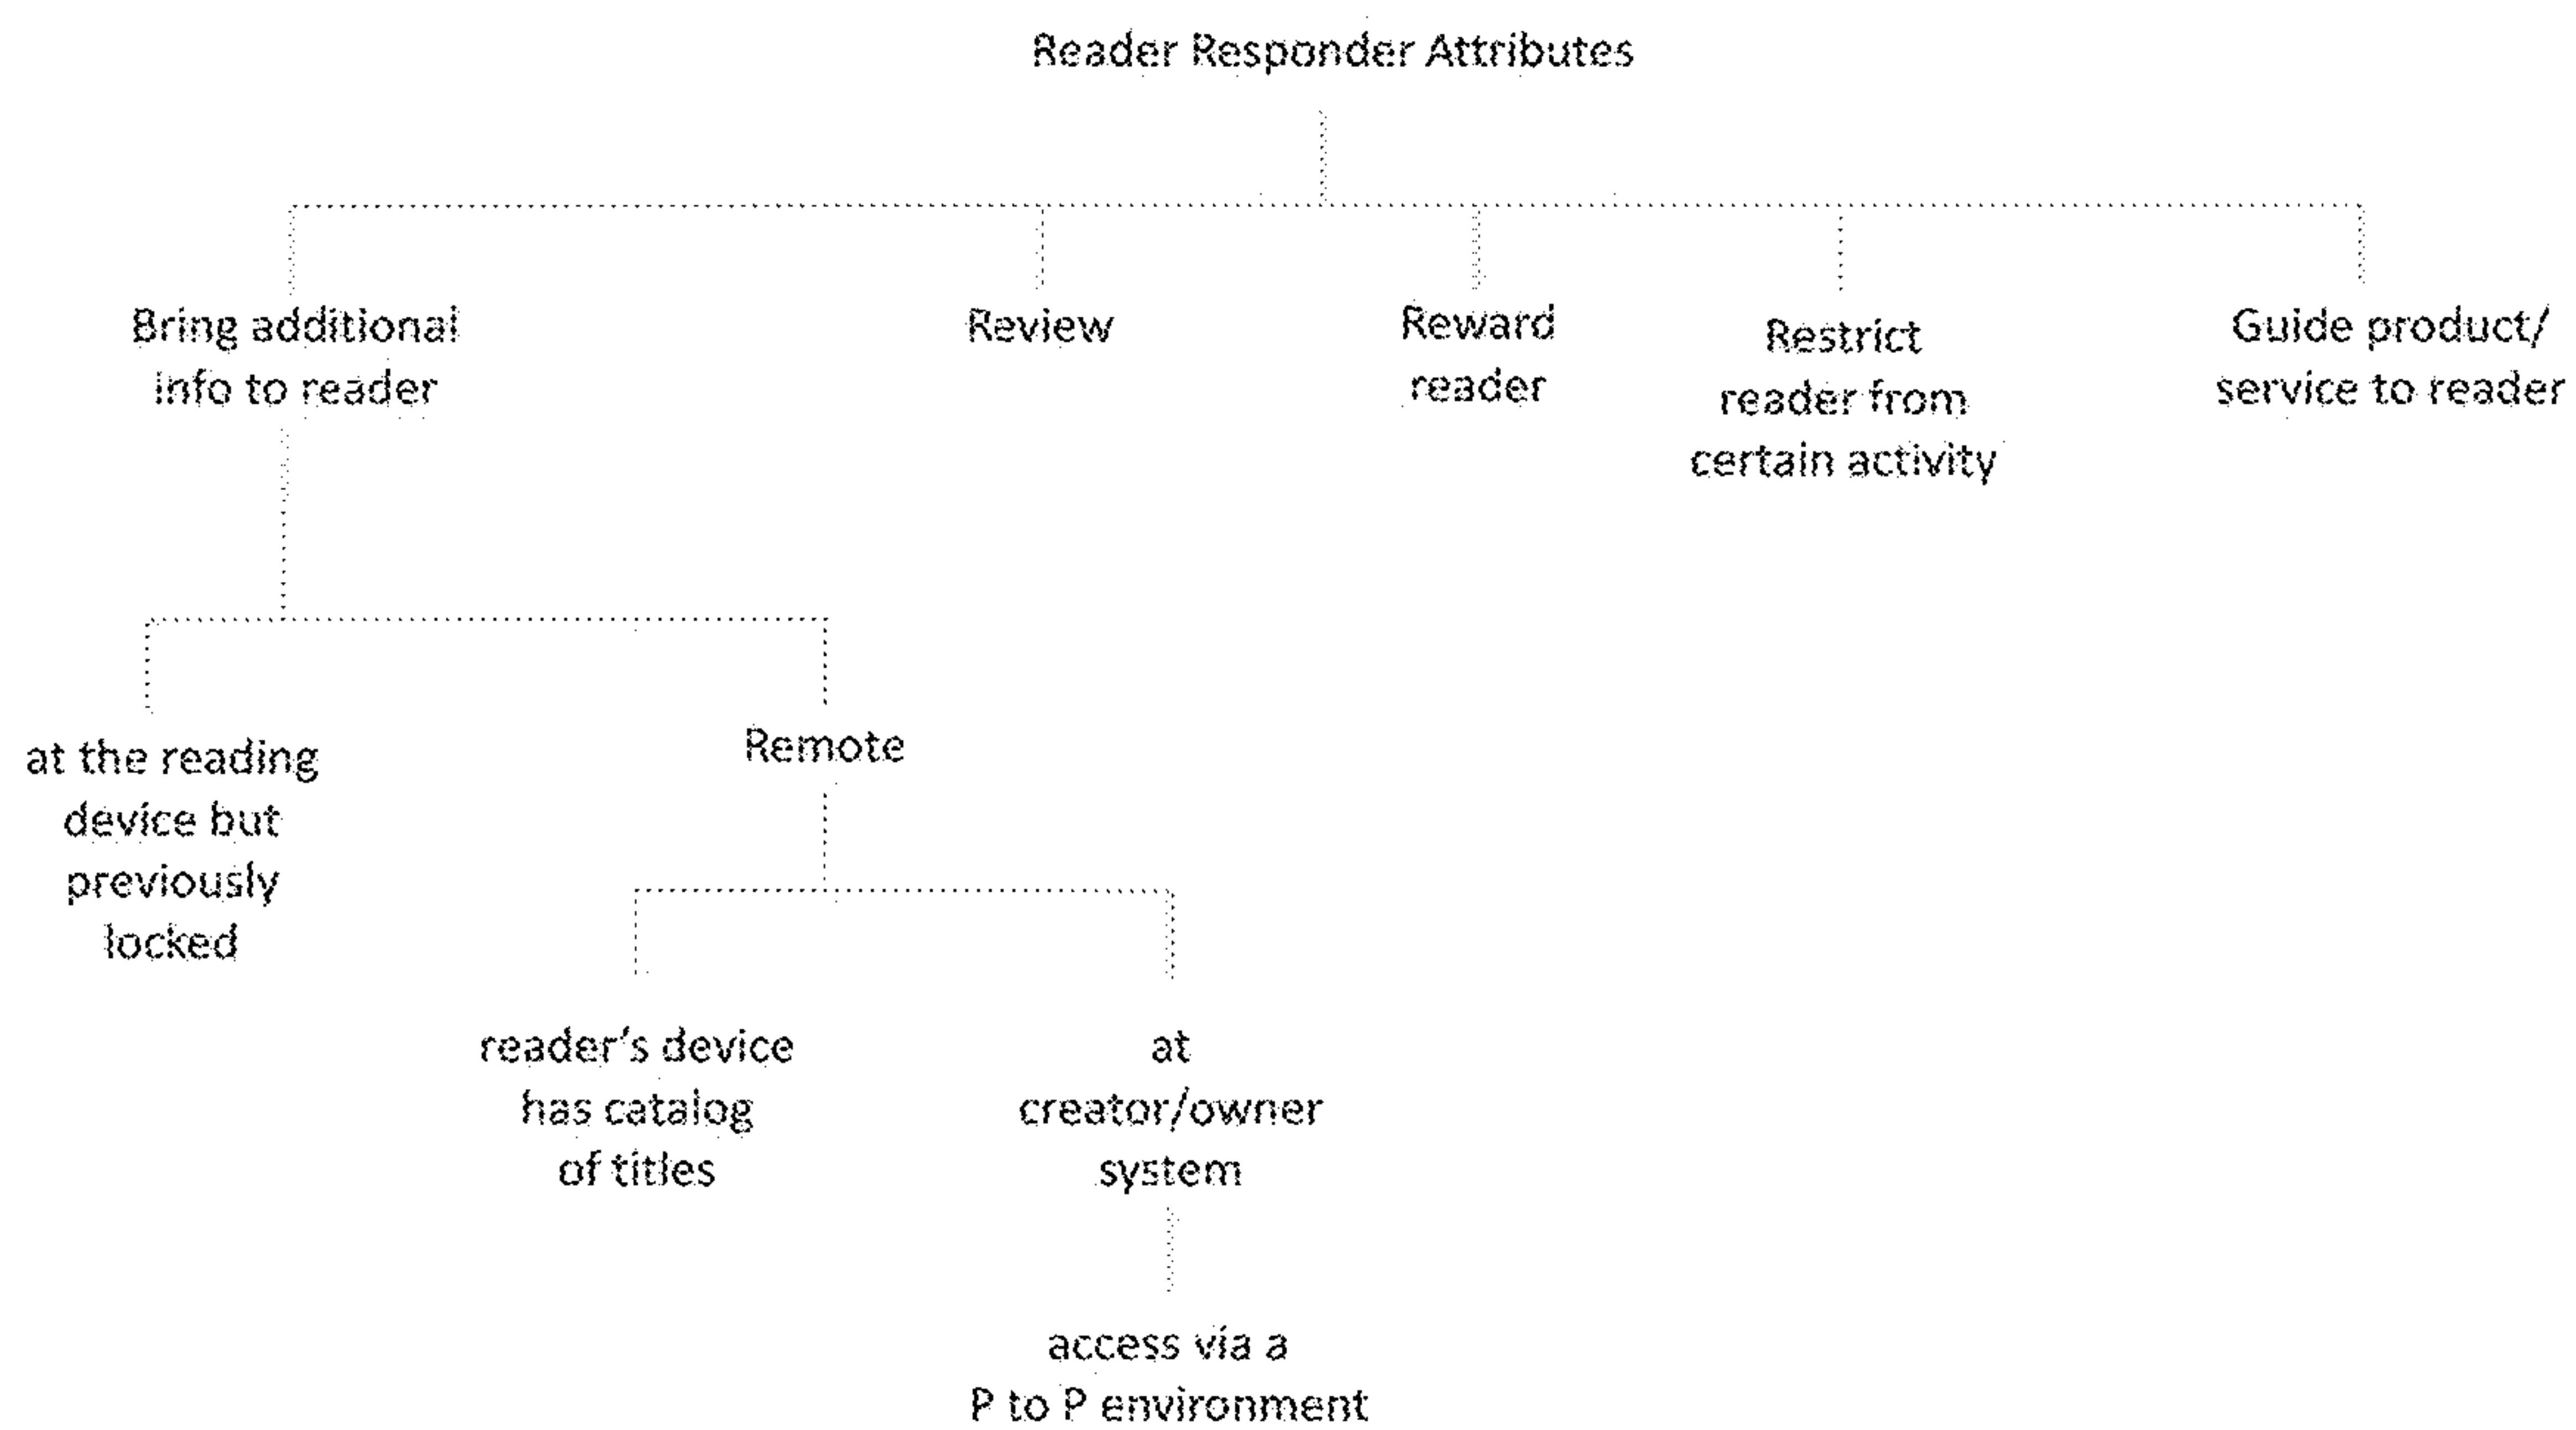 Reader Responder Attributes
Bring additional
info to reader
Review
Reward
reader
Restrict
reader from
certain activity
Guide product/
service to reader
at the reading
device but
previously
locked
Remote
reader's device
has catalog
of titles
at
creator/owner
system
access via a
P to P environment